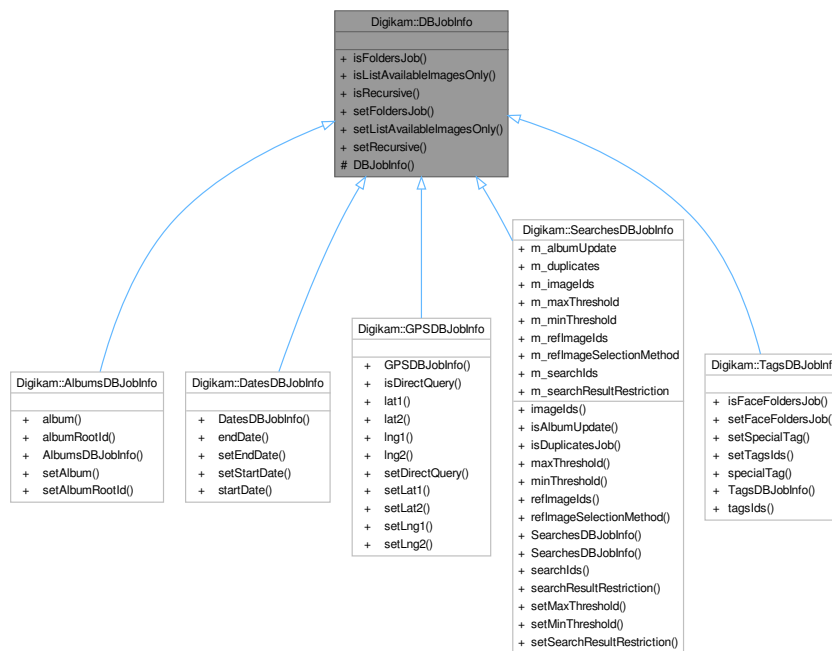 Digikam::DBJobInfo
+ isFoldersJob()
+ isListAvailableImagesOnly()
+ isRecursive()
+ setFoldersJob()
+ setListAvailableImagesOnly()
+ setRecursive()
# DBJobInfo()
Digikam::AlbumsDBJobInfo
+ album()
+ albumRootId()
+ AlbumsDBJobInfo()
+ setAlbum()
+ setAlbumRootId()
Digikam::DatesDBJobInfo
+ DatesDBJobInfo()
+ endDate()
+ setEndDate()
+ setStartDate()
+ startDate()
Digikam::GPSDBJobInfo
+ GPSDBJobInfo()
+ isDirectQuery()
+ lat1()
+ lat2()
+ lng1()
+ lng2()
+ setDirectQuery()
+ setLat1()
+ setLat2()
+ setLng1()
+ setLng2()
Digikam::SearchesDBJobInfo
+ m_albumUpdate
+ m_duplicates
+ m_imageIds
+ m_maxThreshold
+ m_minThreshold
+ m_refImageIds
+ m_refImageSelectionMethod
+ m_searchIds
+ m_searchResultRestriction
+ imageIds()
+ isAlbumUpdate()
+ isDuplicatesJob()
+ maxThreshold()
+ minThreshold()
+ refImageIds()
+ refImageSelectionMethod()
+ SearchesDBJobInfo()
+ SearchesDBJobInfo()
+ searchIds()
+ searchResultRestriction()
+ setMaxThreshold()
+ setMinThreshold()
+ setSearchResultRestriction()
Digikam::TagsDBJobInfo
+ isFaceFoldersJob()
+ setFaceFoldersJob()
+ setSpecialTag()
+ setTagsIds()
+ specialTag()
+ TagsDBJobInfo()
+ tagsIds()